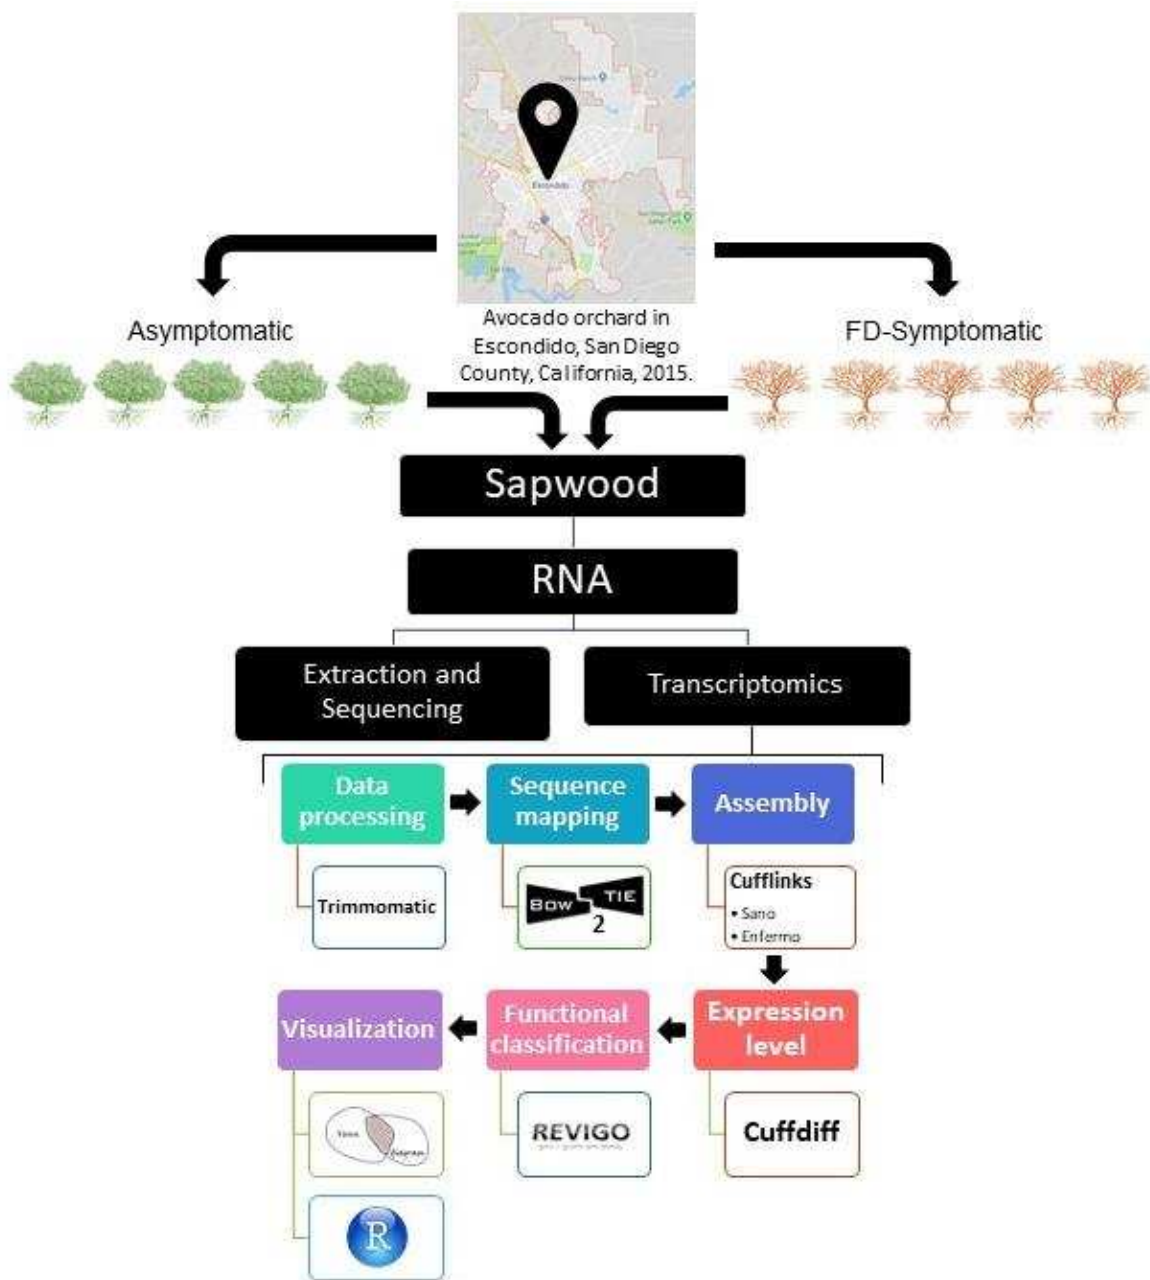 Escondido
Avocado orchard in
Escondido, San Diego
County, California, 2015.
Asymptomatic
FD-Symptomatic
Sapwood
RNA
Extraction and
Sequencing
Transcriptomics
Data
processing
Sequence
mapping
Assembly
Trimmomatic
BOW TIE
2
Cufflinks
• Sano
• Enfermo
Visualization
Functional
classification
Expression
level
Venn
REVIGO
Cuffdiff
R